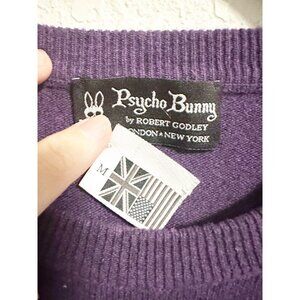 Psycho Bunny
by ROBERT GODLEY
LONDON & NEW YORK
M